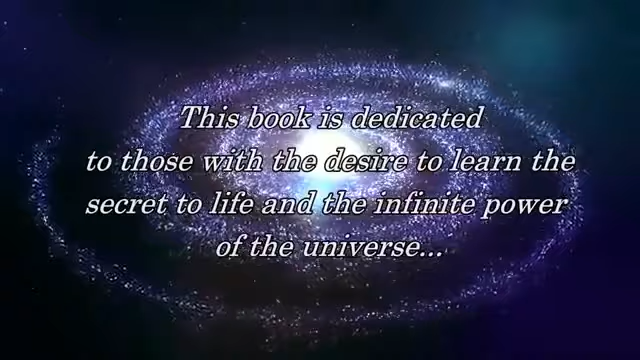 This book is dedicated
to those with the desire to learn the
secret to life and the infinite power
of the universe...